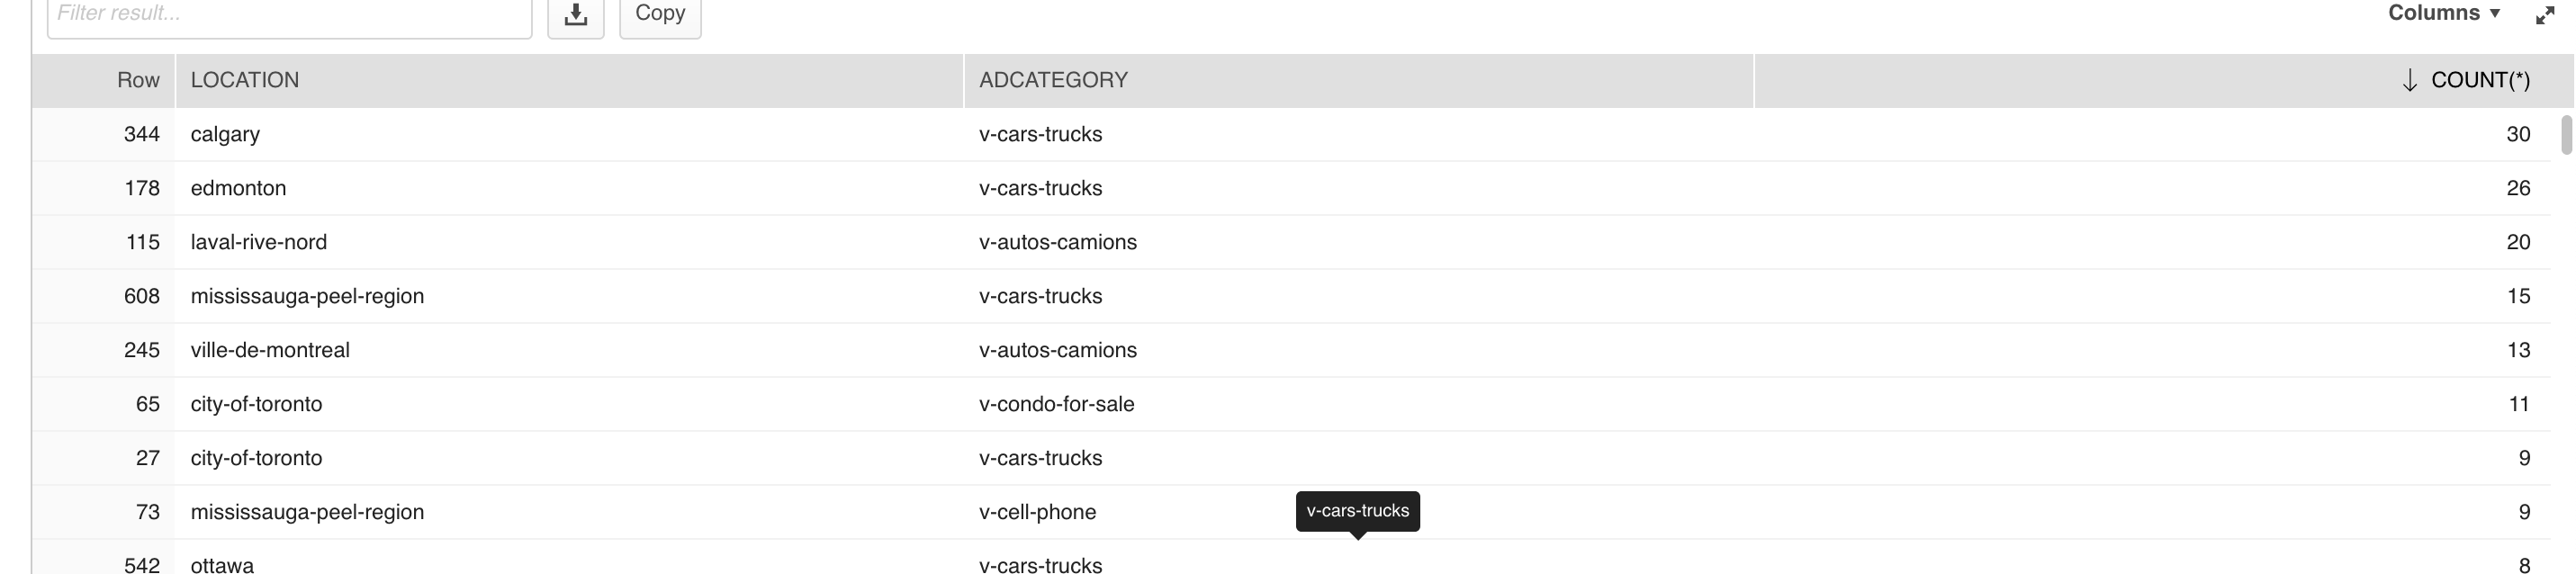 Filter result... Copy Columns ▼
Row LOCATION ADCATEGORY ↓ COUNT(*)
344 calgary v-cars-trucks 30
178 edmonton v-cars-trucks 26
115 laval-rive-nord v-autos-camions 20
608 mississauga-peel-region v-cars-trucks 15
245 ville-de-montreal v-autos-camions 13
65 city-of-toronto v-condo-for-sale 11
27 city-of-toronto v-cars-trucks 9
73 mississauga-peel-region v-cell-phone v-cars-trucks 9
542 ottawa v-cars-trucks 8